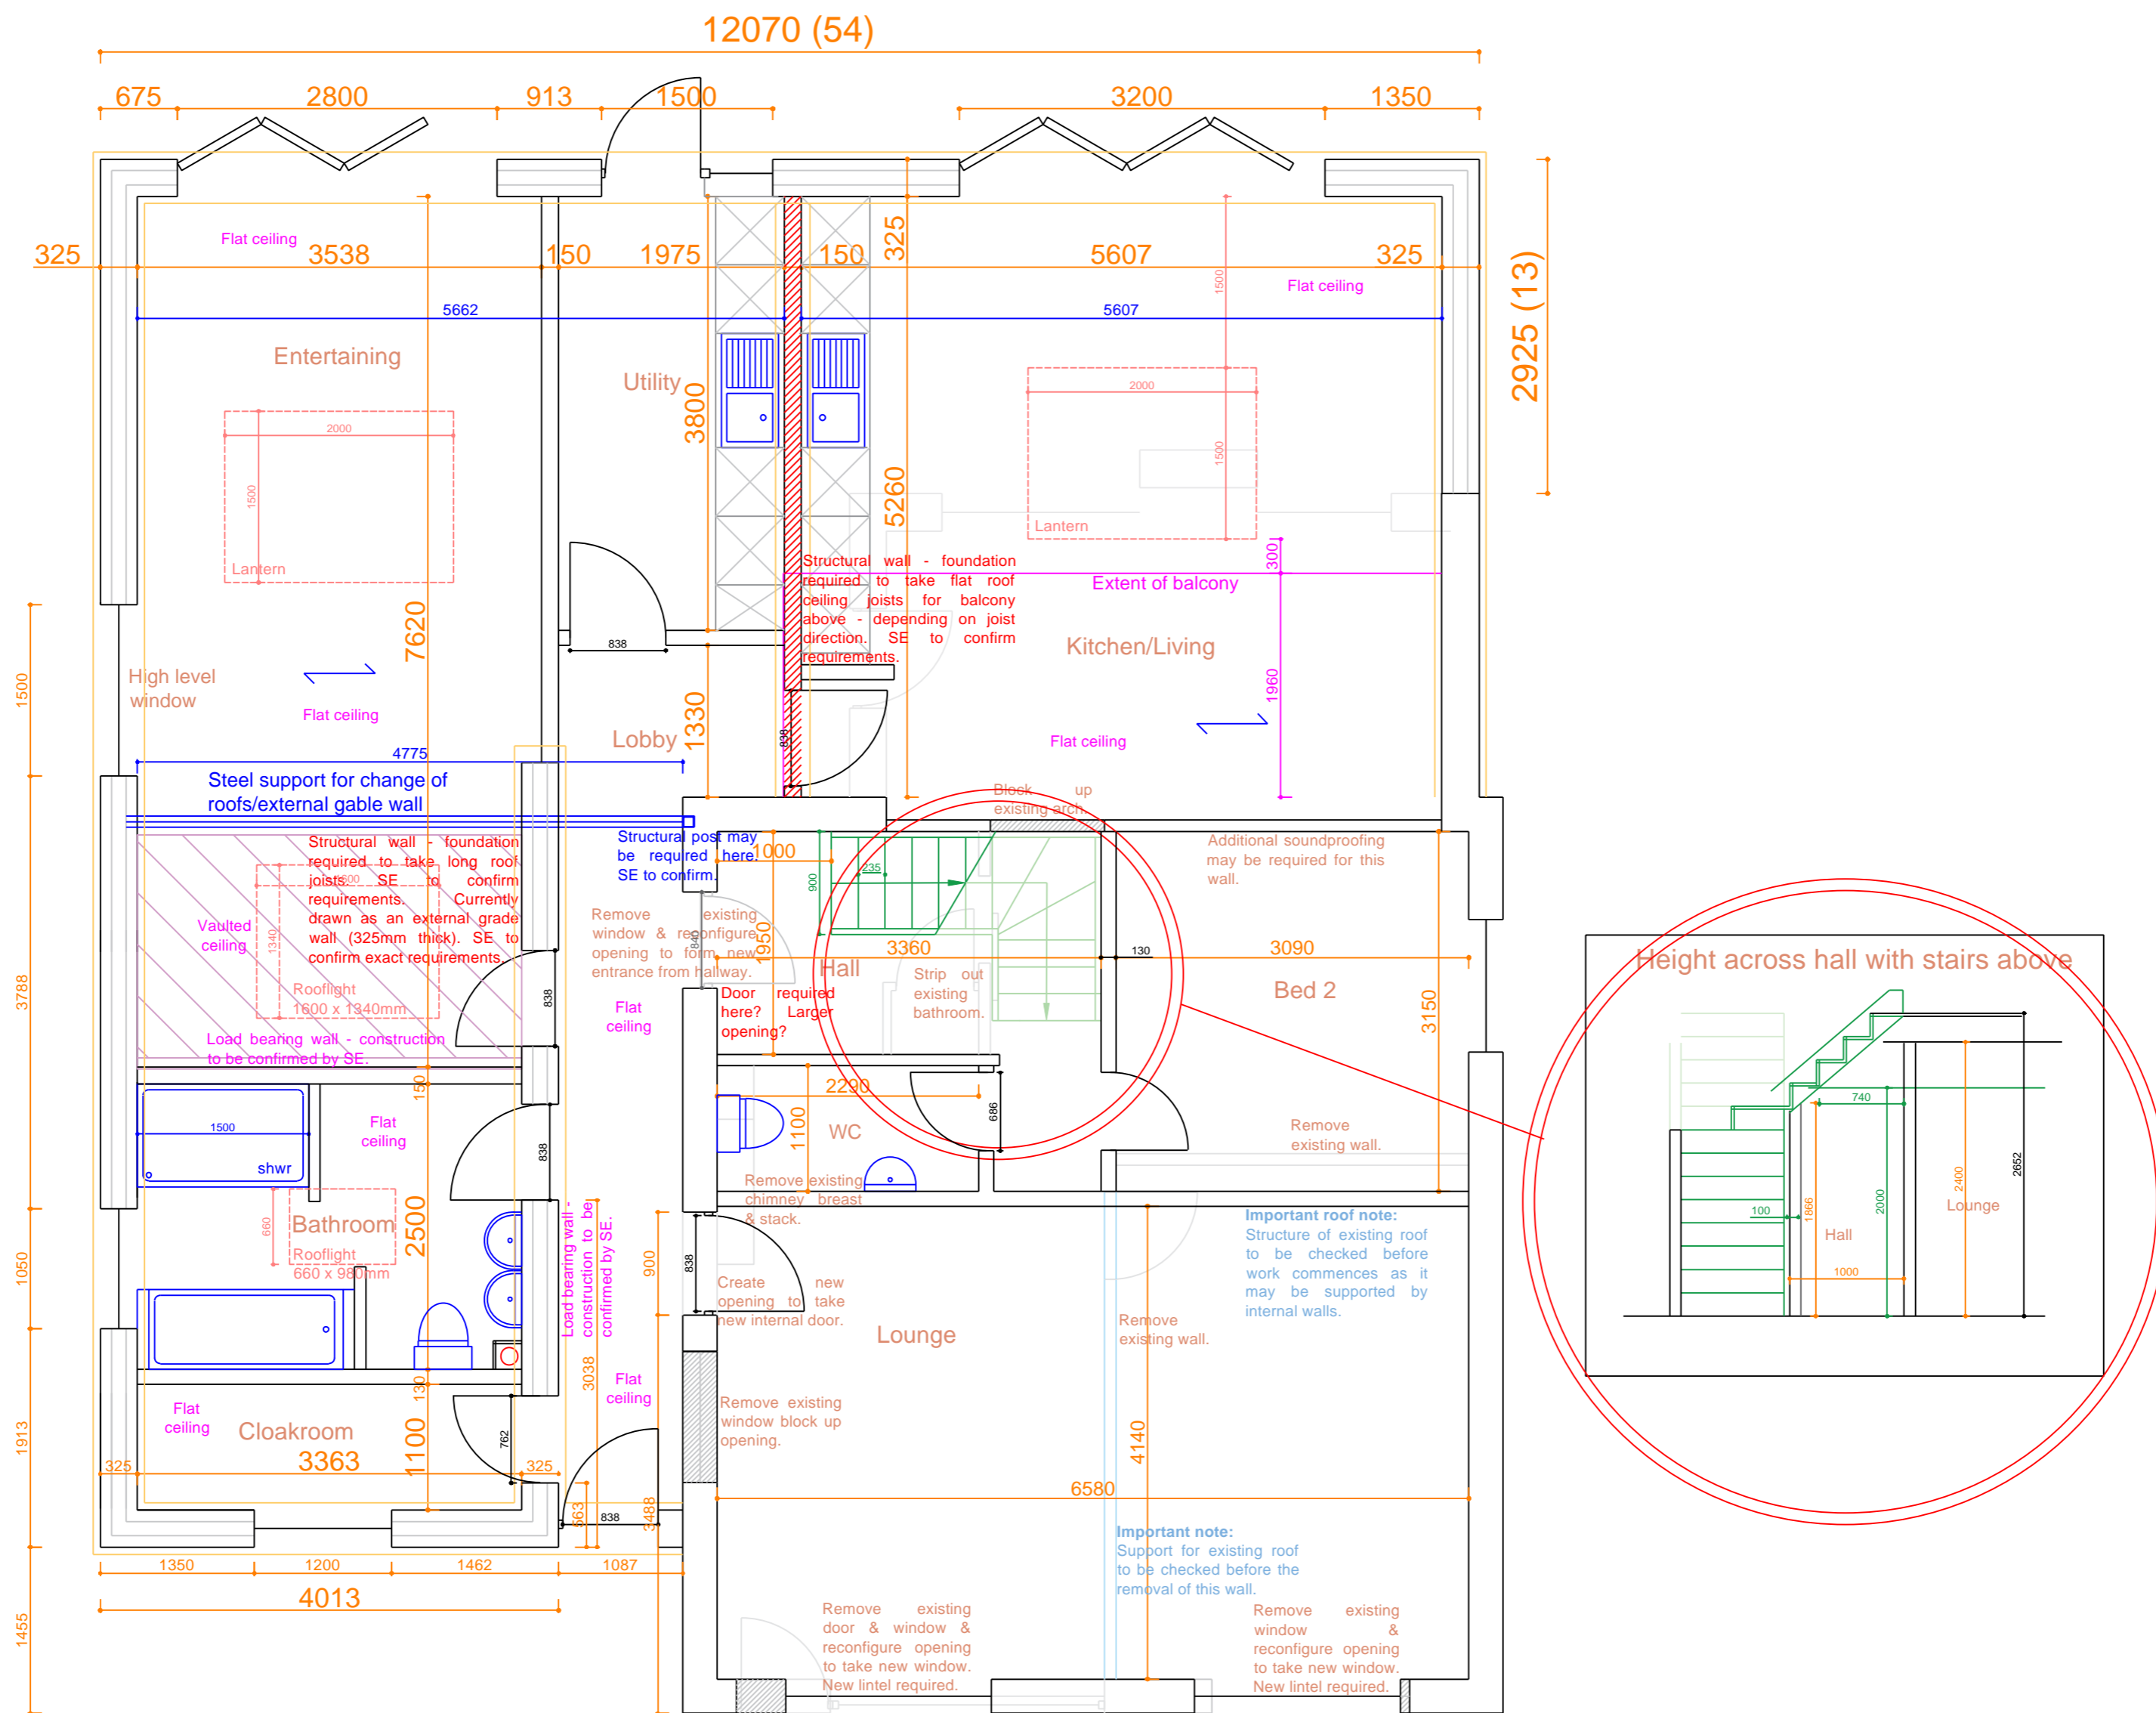 12070 (54)
675
2800
913
1500
3200
1350
Flat ceiling
325
3538
150
1975
150
325
5607
325
1500
Flat ceiling
2925 (13)
5662
5607
Entertaining
Utility
3800
2000
1500
Lantern
2000
1500
Lantern
5260
300
Extent of balcony
Structural wall - foundation
required to take flat roof
ceiling joists for balcony
above - depending on joist
direction. SE to confirm
requirements.
Kitchen/Living
1960
7620
838
High level
window
1500
Flat ceiling
1330
Lobby
838
Flat ceiling
4775
Steel support for change of
roofs/external gable wall
Block up
existing arch.
Structural wall - foundation
required to take long roof
joists. SE to confirm
requirements. Currently
drawn as an external grade
wall (325mm thick). SE to
confirm exact requirements.
1600
1340
Vaulted
ceiling
Rooflight
1600 x 1340mm
Load bearing wall - construction
to be confirmed by SE.
Structural post may
be required here.
SE to confirm.
1000
900
235
Additional soundproofing
may be required for this
wall.
Remove existing
window & reconfigure
opening to form new
entrance from hallway.
840
1950
3360
Hall
130
3090
Bed 2
3150
Strip out
existing
bathroom.
Door required
here? Larger
opening?
Flat
ceiling
838
3788
150
2290
1100
WC
686
Remove
existing wall.
1500
shwr
Flat
ceiling
838
Remove existing
chimney breast
& stack.
660
Bathroom
2500
Rooflight
660 x 980mm
1050
Load bearing wall -
construction to be
confirmed by SE.
900
838
Create new
opening to take
new internal door.
Important roof note:
Structure of existing roof
to be checked before
work commences as it
may be supported by
internal walls.
Lounge
Remove
existing wall.
3038
Flat
ceiling
130
Flat
ceiling
Cloakroom
1100
762
1913
325
3363
325
Remove existing
window block up
opening.
4140
6580
563
838
3488
1350
1200
1462
1087
4013
1455
Important note:
Support for existing roof
to be checked before the
removal of this wall.
Remove existing
door & window &
reconfigure opening
to take new window.
New lintel required.
Remove existing
window &
reconfigure opening
to take new window.
New lintel required.
Height across hall with stairs above
740
100
1866
2000
2400
2652
Hall
Lounge
1000